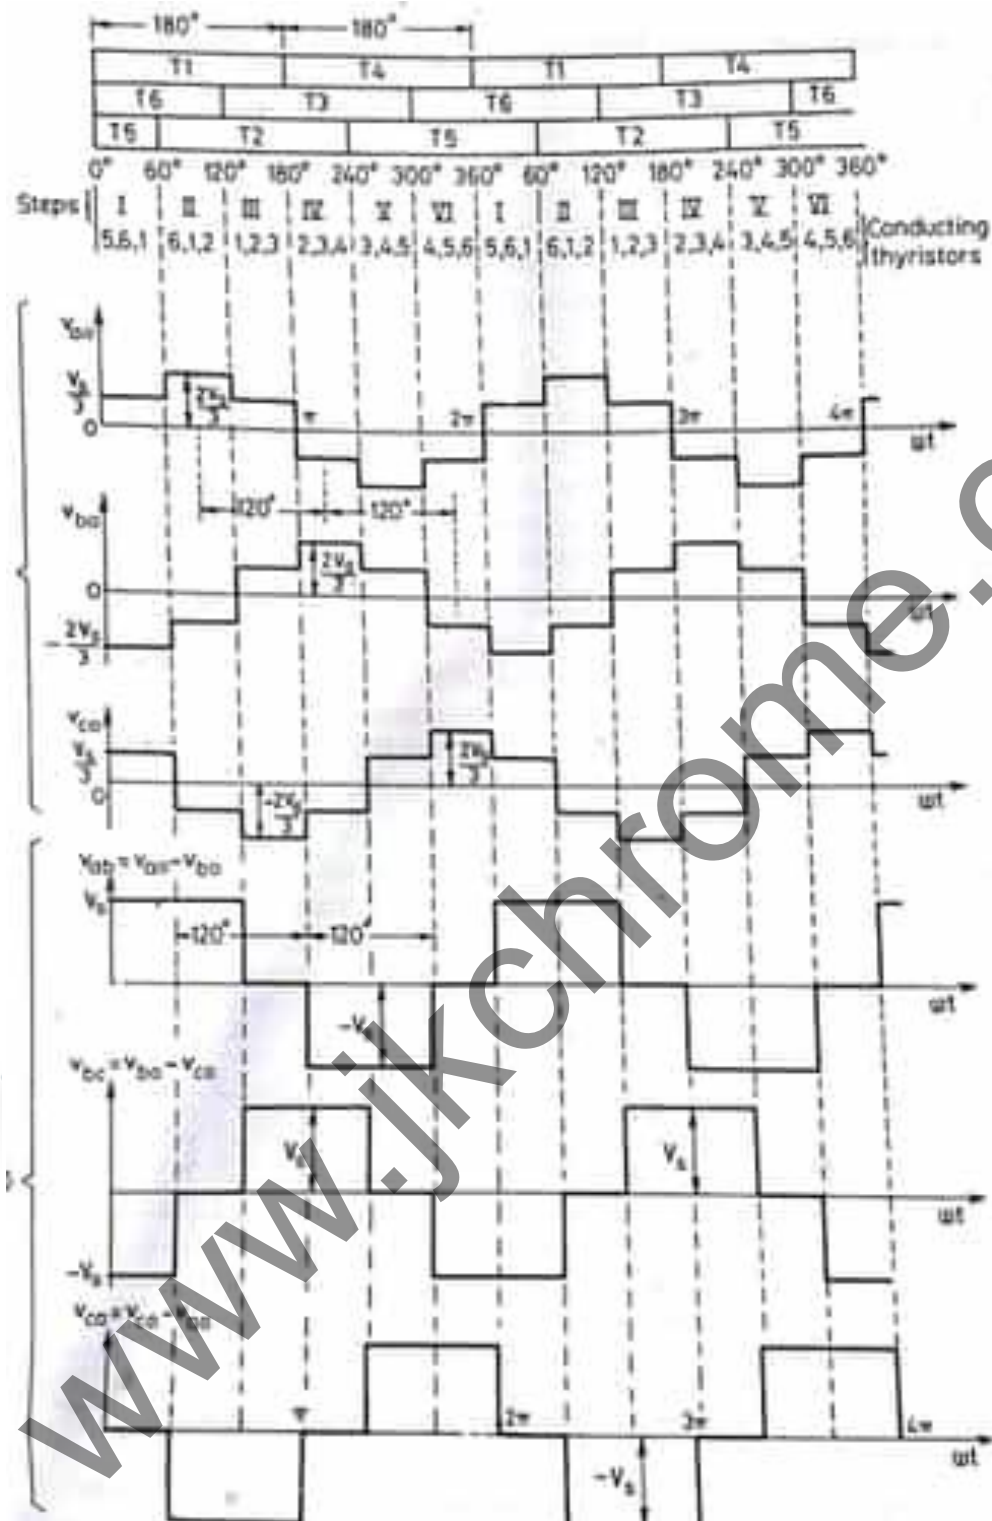 180° 180°
T1 T4 T1 T4
T6 T3 T6 T3 T6
T5 T2 T5 T2 T5
0° 60° 120° 180° 240° 300° 360° 60° 120° 180° 240° 300° 360°
Steps I II III IV V VI I II III IV V VI
5,6,1 6,1,2 1,2,3 2,3,4 3,4,5 4,5,6 5,6,1 6,1,2 1,2,3 2,3,4 3,4,5 4,5,6 Conducting
thyristors
v_ao
V_s/3 2V_s/3
0 π 2π 3π 4π ωt
120° 120°
v_bo
2V_s/3
0 ωt
-2V_s/3
v_co
V_s/3 2V_s/3
0 -2V_s/3 ωt
v_ab = v_ao - v_bo
V_s
120° 120°
-V_s ωt
v_bc = v_bo - v_co
V_s V_s
ωt
-V_s
v_ca = v_co - v_ao
π 2π 3π 4π
ωt
-V_s
www.jkchrome.c